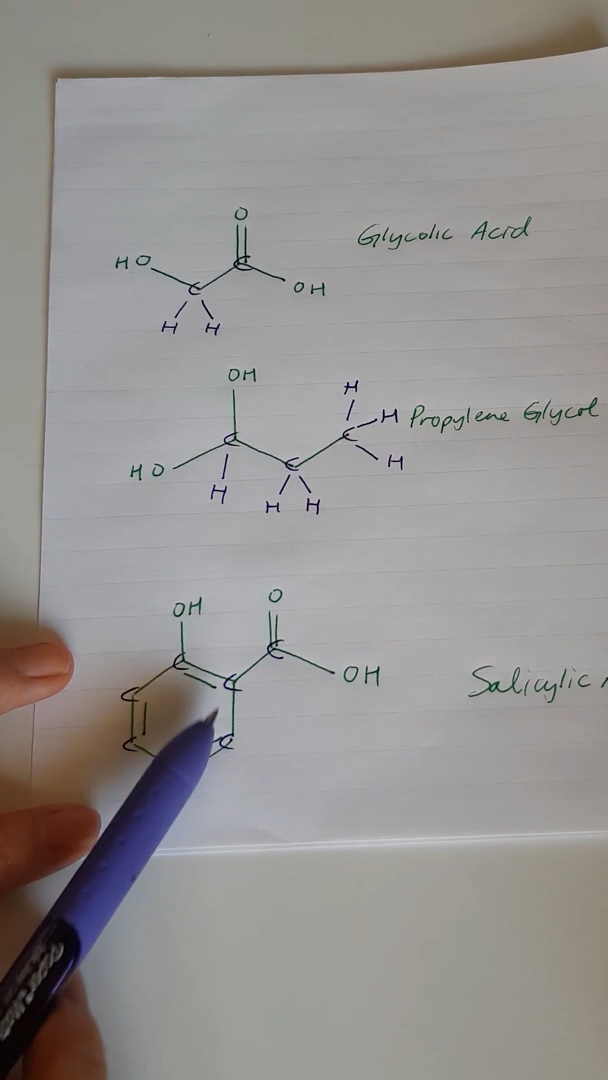 O
HO C C OH
H H
Glycolic Acid
OH
H
HO C C C H
H H H H
Propylene Glycol
OH O
C C OH
C C
C C
Salicylic